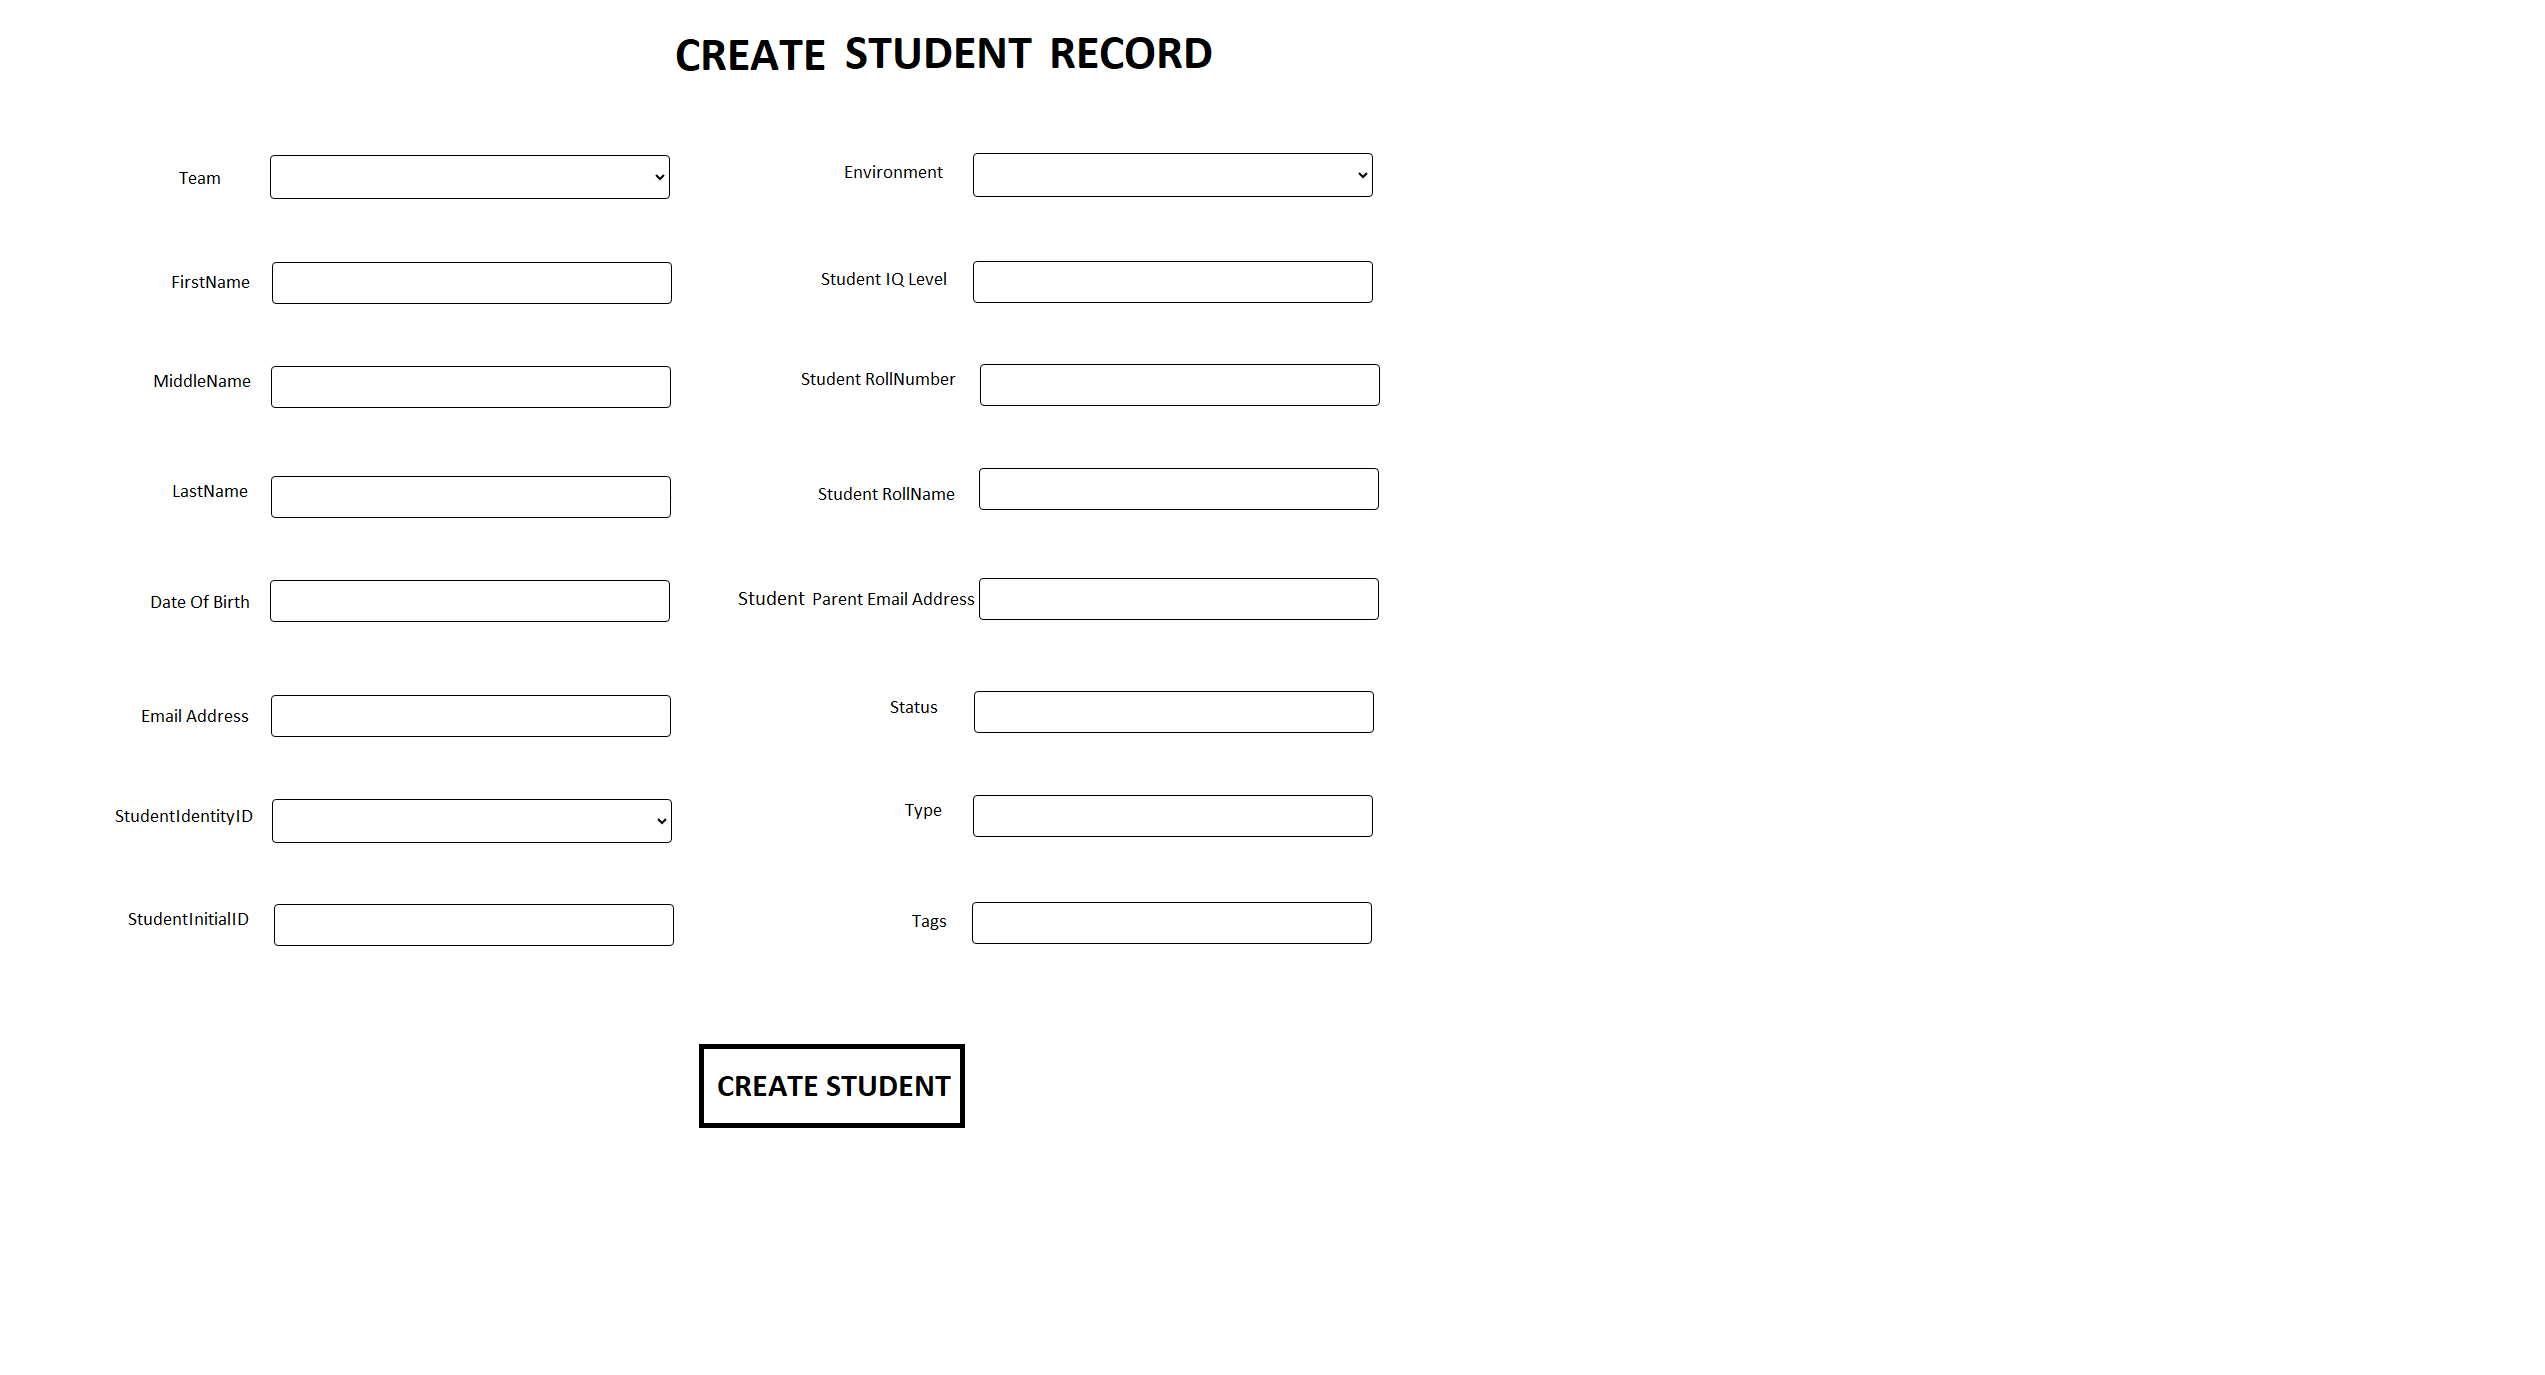 CREATE STUDENT RECORD
Team
Environment
FirstName
Student IQ Level
MiddleName
Student RollNumber
LastName
Student RollName
Date Of Birth
Student Parent Email Address
Email Address
Status
StudentIdentityID
Type
StudentInitialID
Tags
CREATE STUDENT